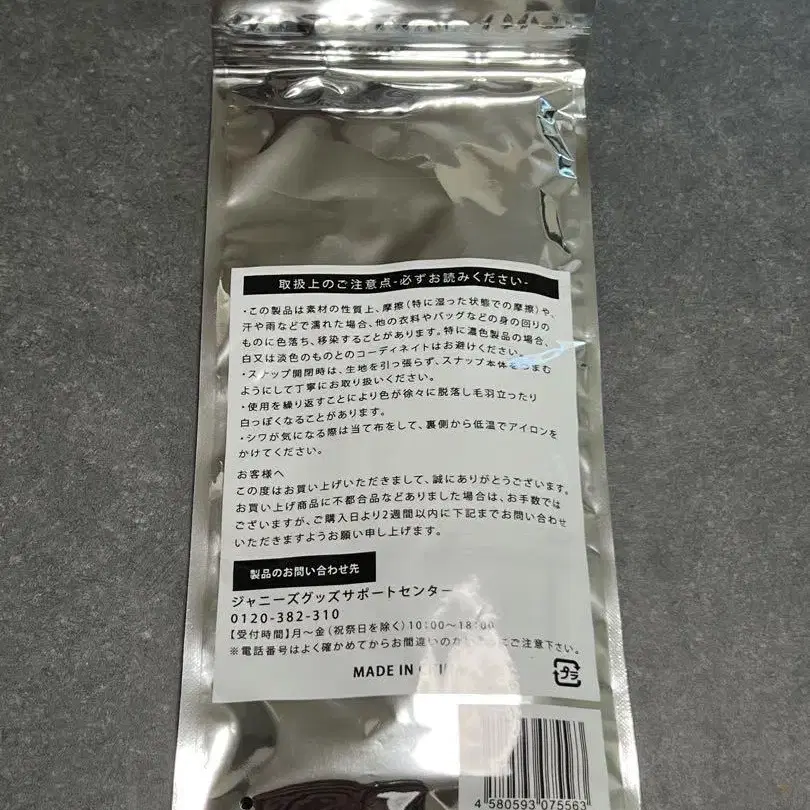 取扱上のご注意点-必ずお読みください-
・この製品は素材の性質上、摩擦(特に湿った状態での摩擦)や、
汗や雨などで濡れた場合、他の衣料やバッグなどの身の回りの
ものに色落ち、移染することがあります。特に濃色製品の場合、
白又は淡色のものとのコーディネイトはお避けください。
・スナップ開閉時は、生地を引っ張らず、スナップ本体をつまむ
ようにして丁寧にお取り扱いください。
・使用を繰り返すことにより色が徐々に脱落し毛羽立ったり
白っぽくなることがあります。
・シワが気になる際は当て布をして、裏側から低温でアイロンを
かけてください。
お客様へ
この度はお買い上げいただきまして、誠にありがとうございます。
お買い上げ商品に不都合品などありました場合は、お手数では
ございますが、ご購入日より2週間以内に下記までお問い合わせ
いただきますようお願い申し上げます。
製品のお問い合わせ先
ジャニーズグッズサポートセンター
0120-382-310
【受付時間】月〜金(祝祭日を除く)10:00〜18:00
※電話番号はよく確かめてからお間違いのないようにご注意下さい。
MADE IN
プラ
4 580593 075563